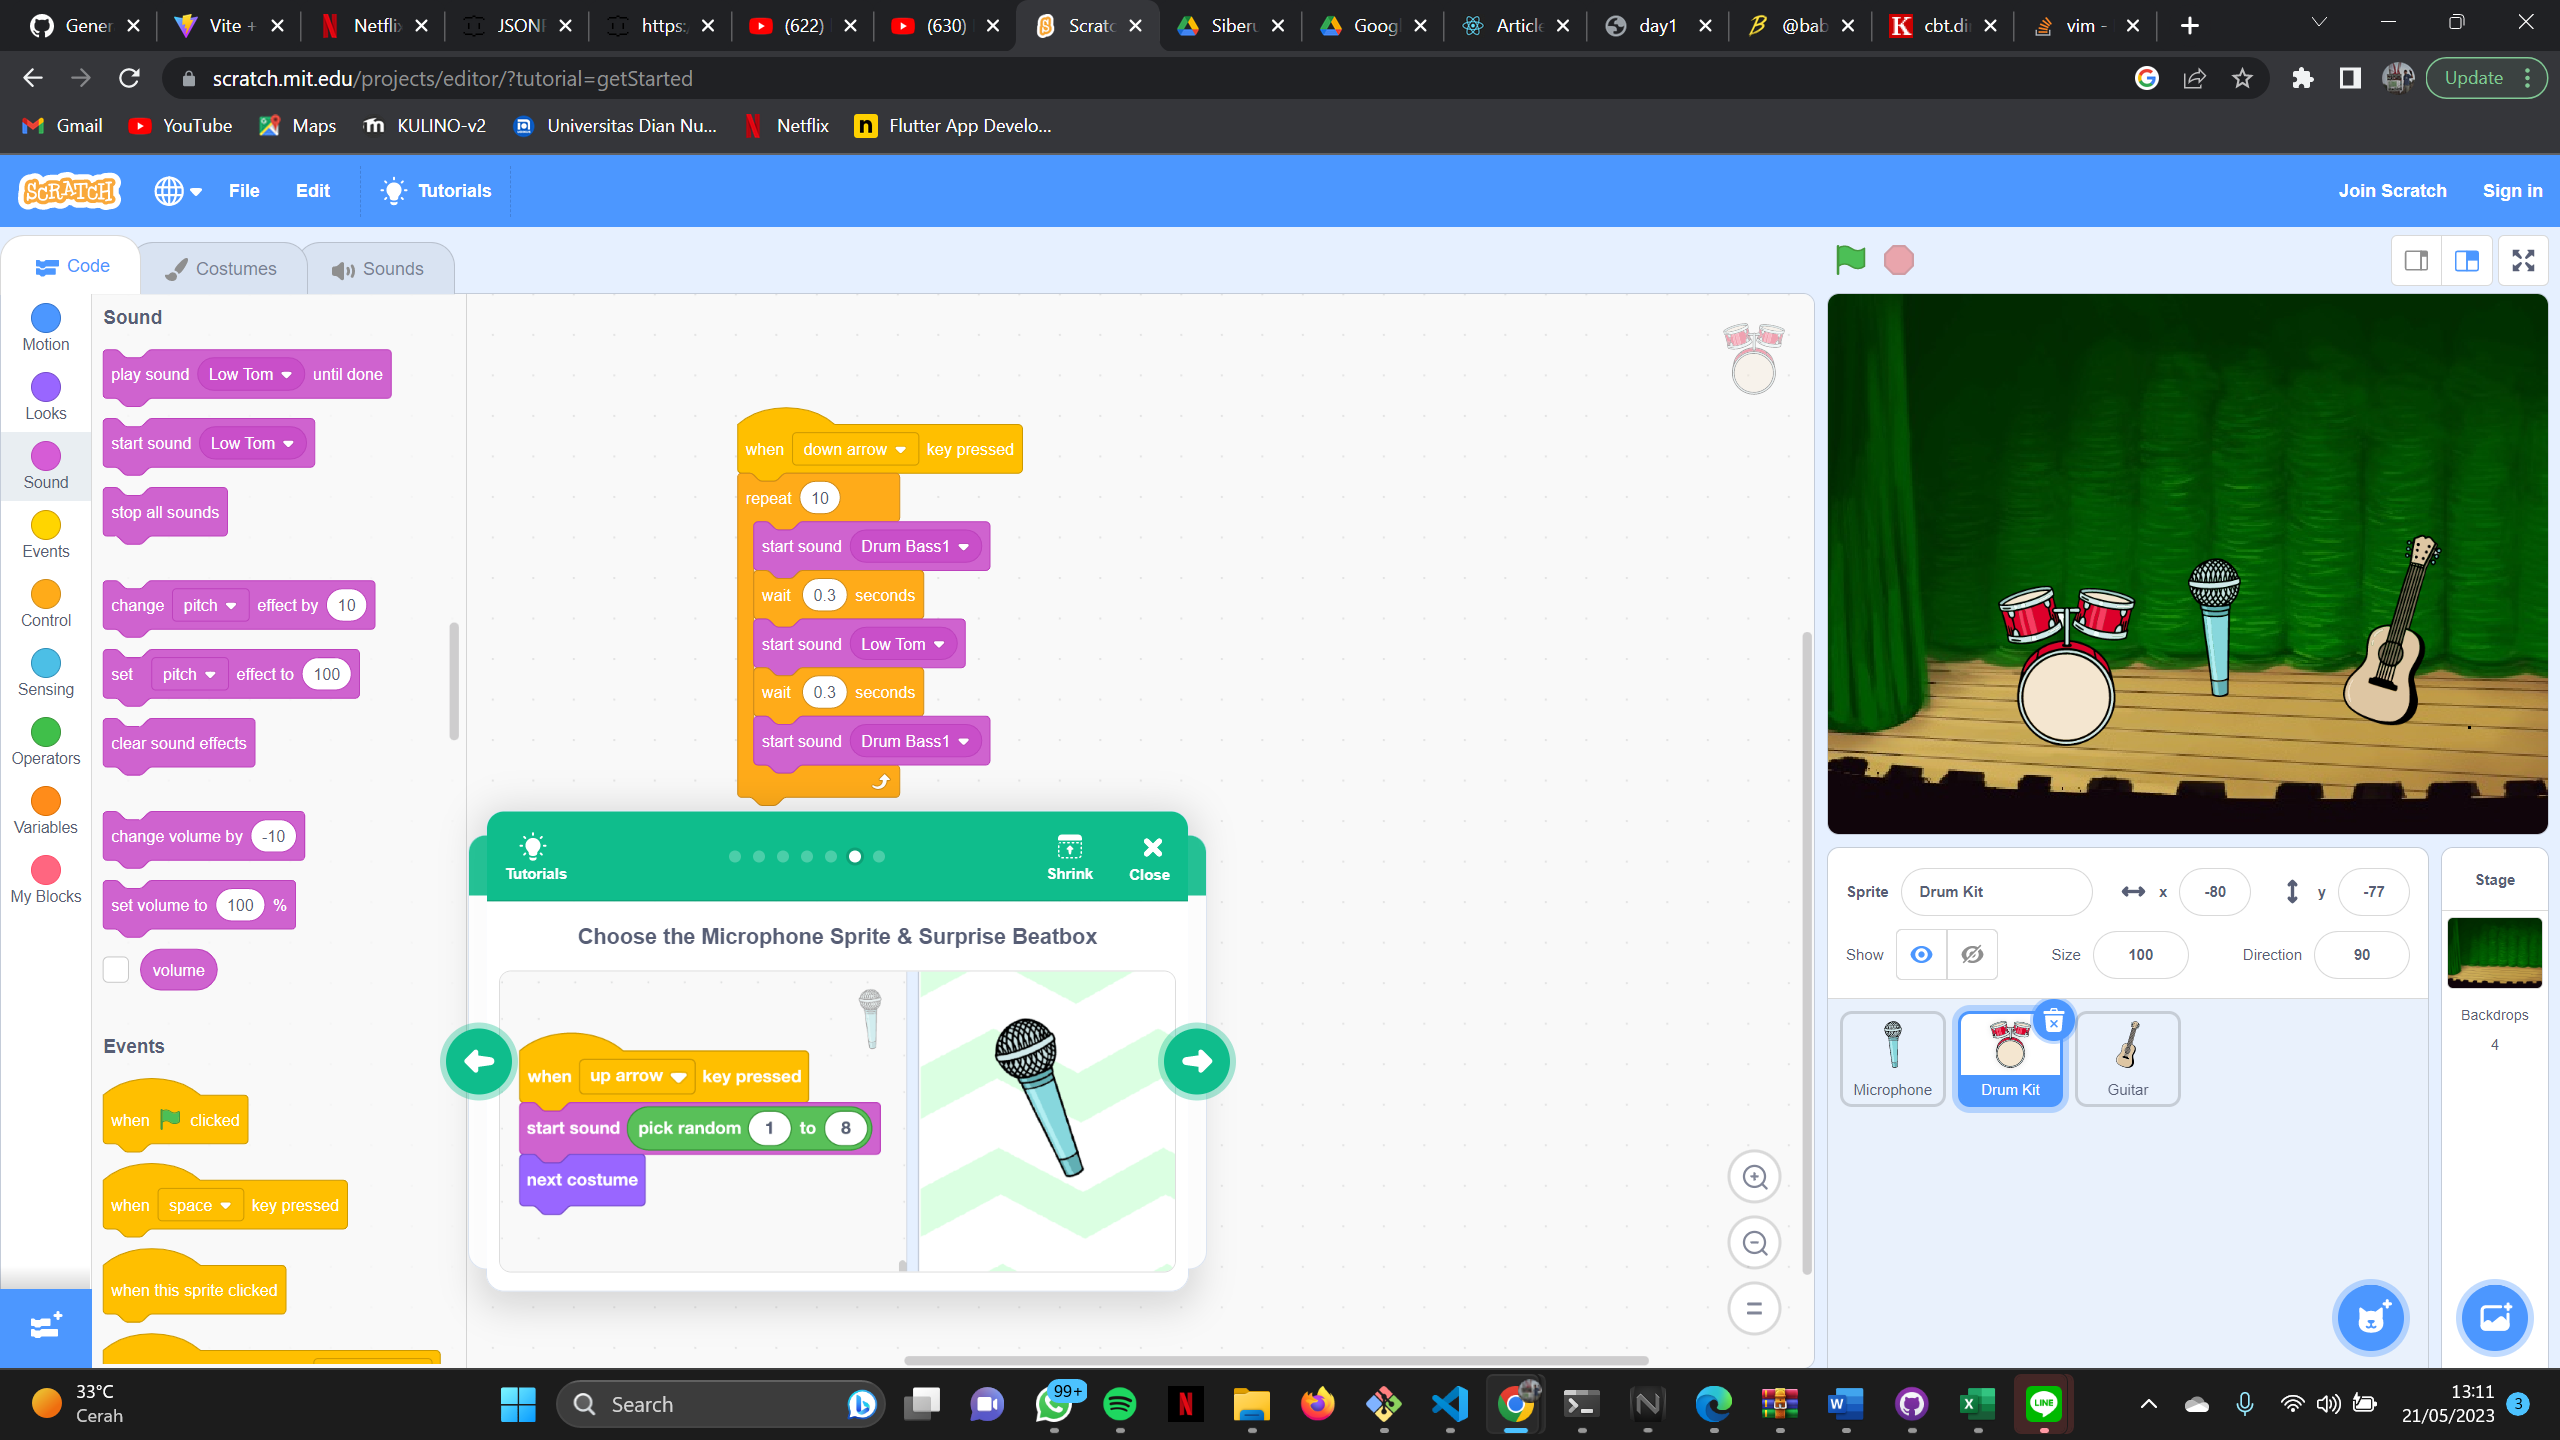 Gener
Vite +
Netflix
JSONF
https:/
(622)
(630)
Scratc
Siberu
Googl
Article
day1
@bab
cbt.di
vim -
scratch.mit.edu/projects/editor/?tutorial=getStarted
Update
Gmail
YouTube
Maps
KULINO-v2
Universitas Dian Nu...
Netflix
Flutter App Develo...
SCRATCH
File
Edit
Tutorials
Join Scratch
Sign in
Code
Costumes
Sounds
Motion
Looks
Sound
Events
Control
Sensing
Operators
Variables
My Blocks
Sound
play sound Low Tom until done
start sound Low Tom
stop all sounds
change pitch effect by 10
set pitch effect to 100
clear sound effects
change volume by -10
set volume to 100 %
volume
Events
when clicked
when space key pressed
when this sprite clicked
when down arrow key pressed
repeat 10
start sound Drum Bass1
wait 0.3 seconds
start sound Low Tom
wait 0.3 seconds
start sound Drum Bass1
Tutorials
Shrink
Close
Choose the Microphone Sprite & Surprise Beatbox
when up arrow key pressed
start sound pick random 1 to 8
next costume
Sprite
Drum Kit
x
-80
y
-77
Show
Size
100
Direction
90
Microphone
Drum Kit
Guitar
Stage
Backdrops
4
33°C
Cerah
Search
99+
LINE
13:11
21/05/2023
3